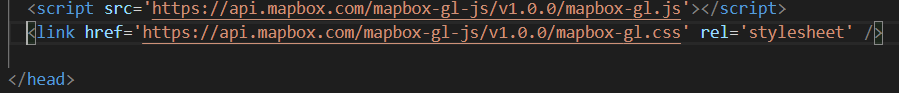 <script src='https://api.mapbox.com/mapbox-gl-js/v1.0.0/mapbox-gl.js'></script>
<link href='https://api.mapbox.com/mapbox-gl-js/v1.0.0/mapbox-gl.css' rel='stylesheet' />
</head>